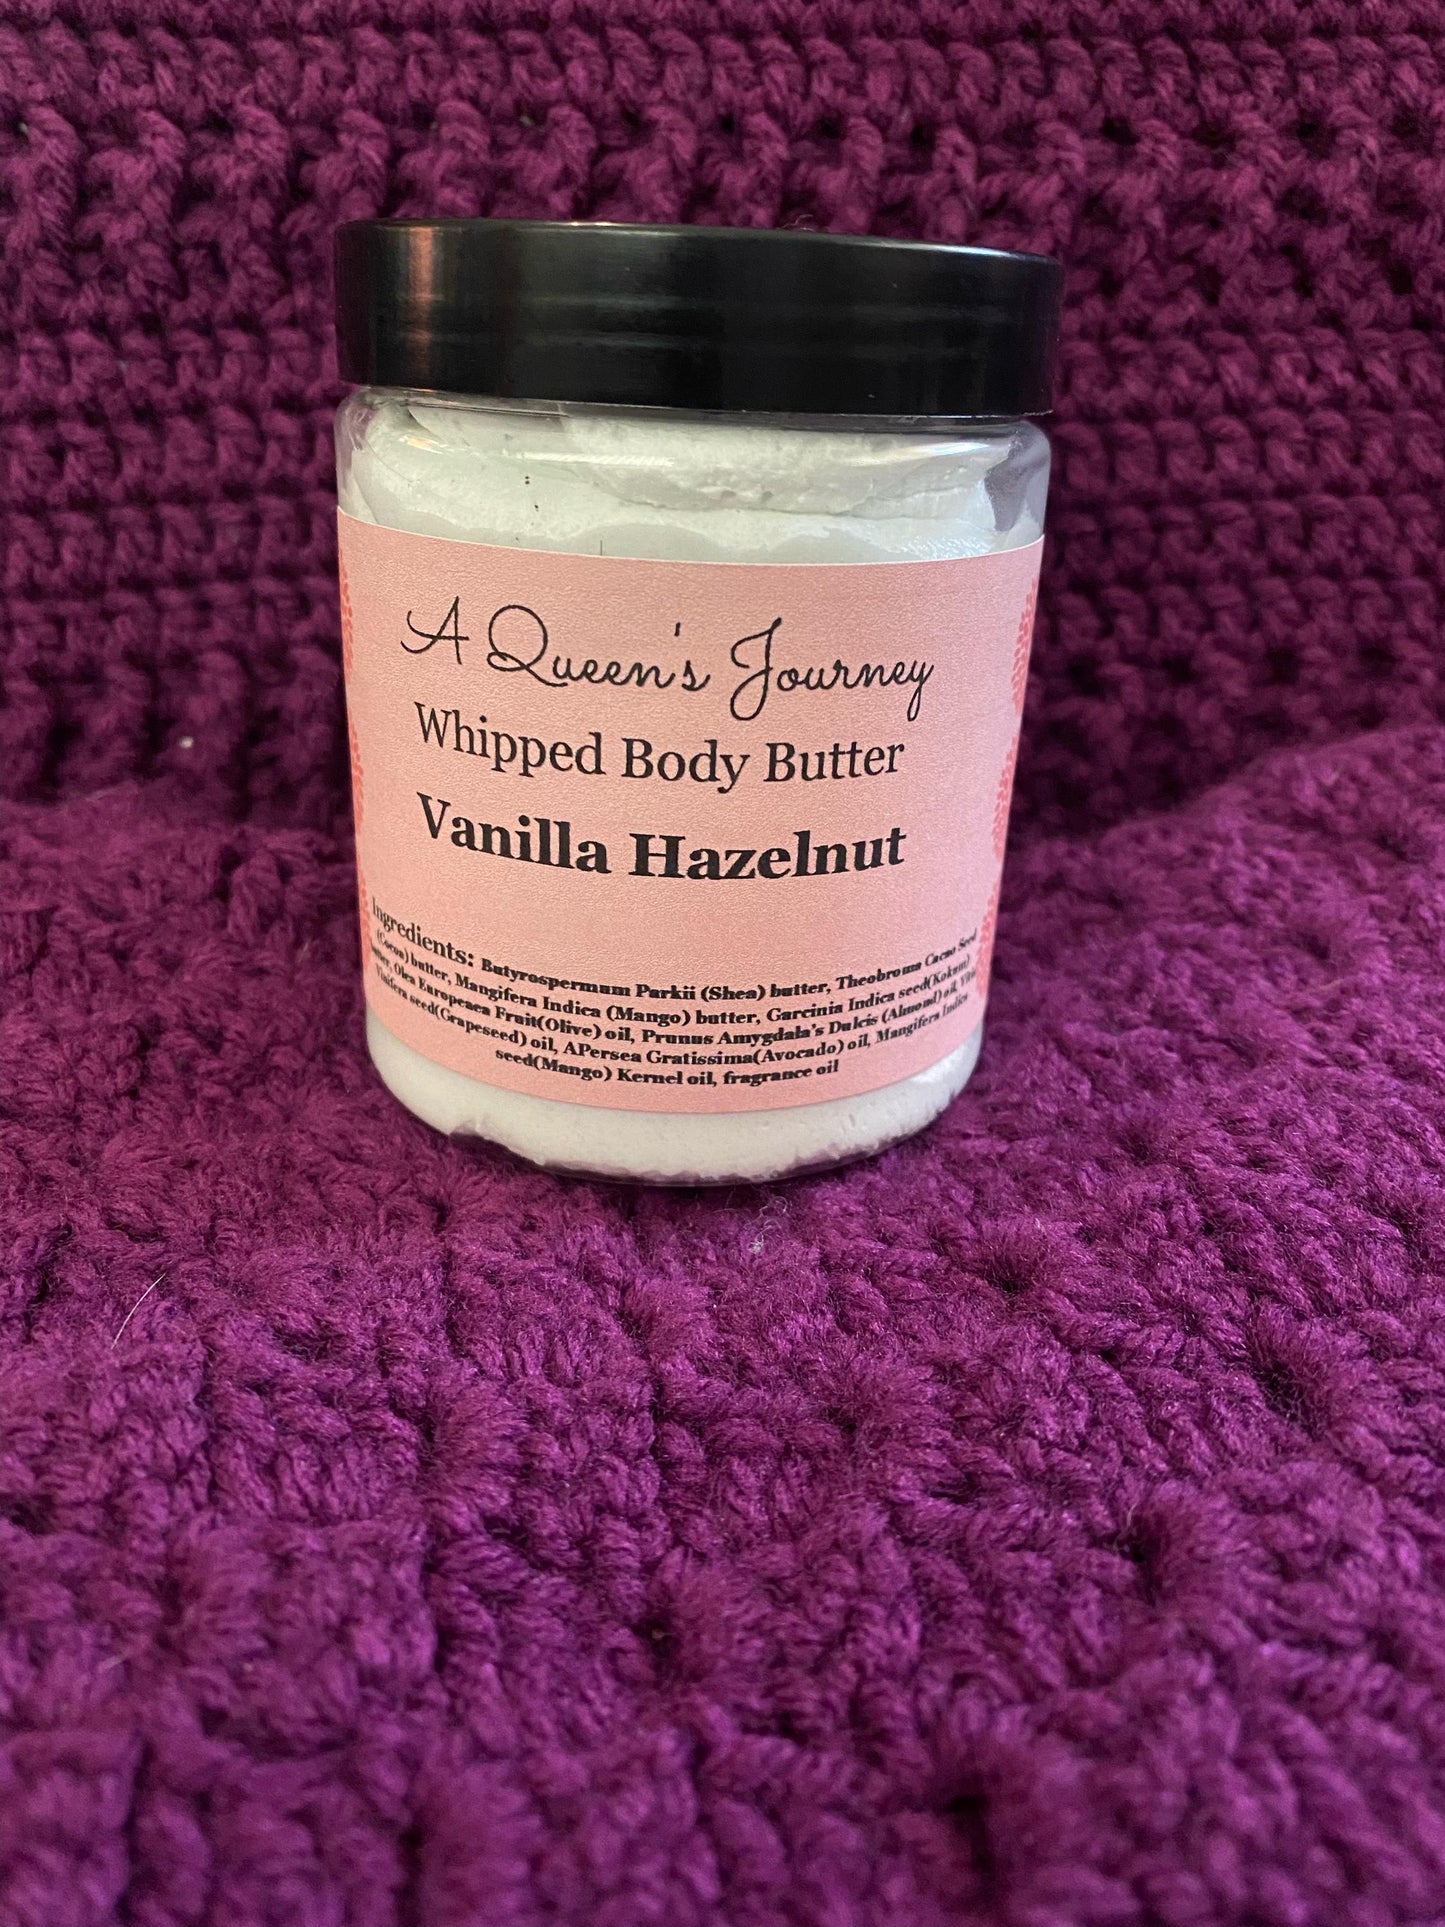 A Queen's Journey
Whipped Body Butter
Vanilla Hazelnut
Ingredients: Butyrospermum Parkii (Shea) butter, Theobroma Cacao Seed
(Cocoa) butter, Mangifera Indica (Mango) butter, Garcinia Indica seed(Kokum)
butter, Olea Europeaea Fruit(Olive) oil, Prunus Amygdala's Dulcis (Almond) oil, Vitis
Vinifera seed(Grapeseed) oil, APersea Gratissima(Avocado) oil, Mangifera Indica
seed(Mango) Kernel oil, fragrance oil